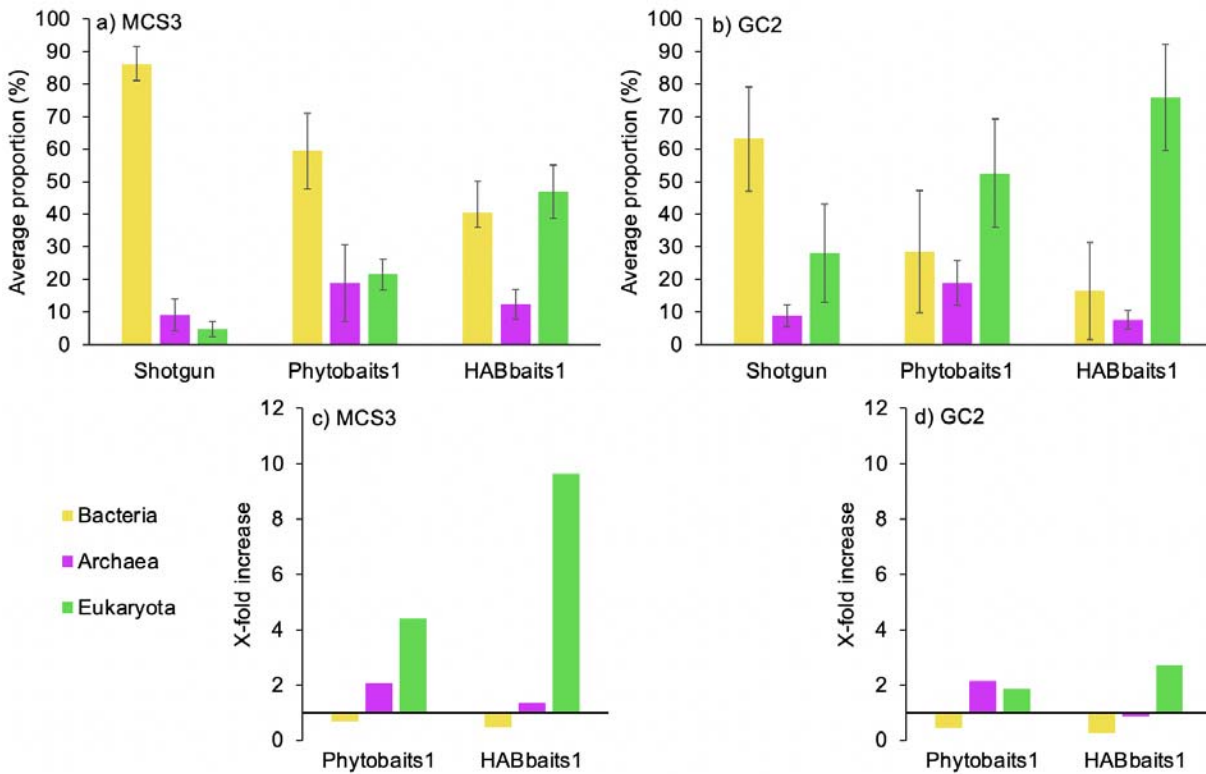 a) MCS3
Average proportion (%)
100
90
80
70
60
50
40
30
20
10
0
Shotgun Phytobaits1 HABbaits1
b) GC2
Average proportion (%)
100
90
80
70
60
50
40
30
20
10
0
Shotgun Phytobaits1 HABbaits1
Bacteria
Archaea
Eukaryota
c) MCS3
X-fold increase
12
10
8
6
4
2
0
Phytobaits1 HABbaits1
d) GC2
X-fold increase
12
10
8
6
4
2
0
Phytobaits1 HABbaits1